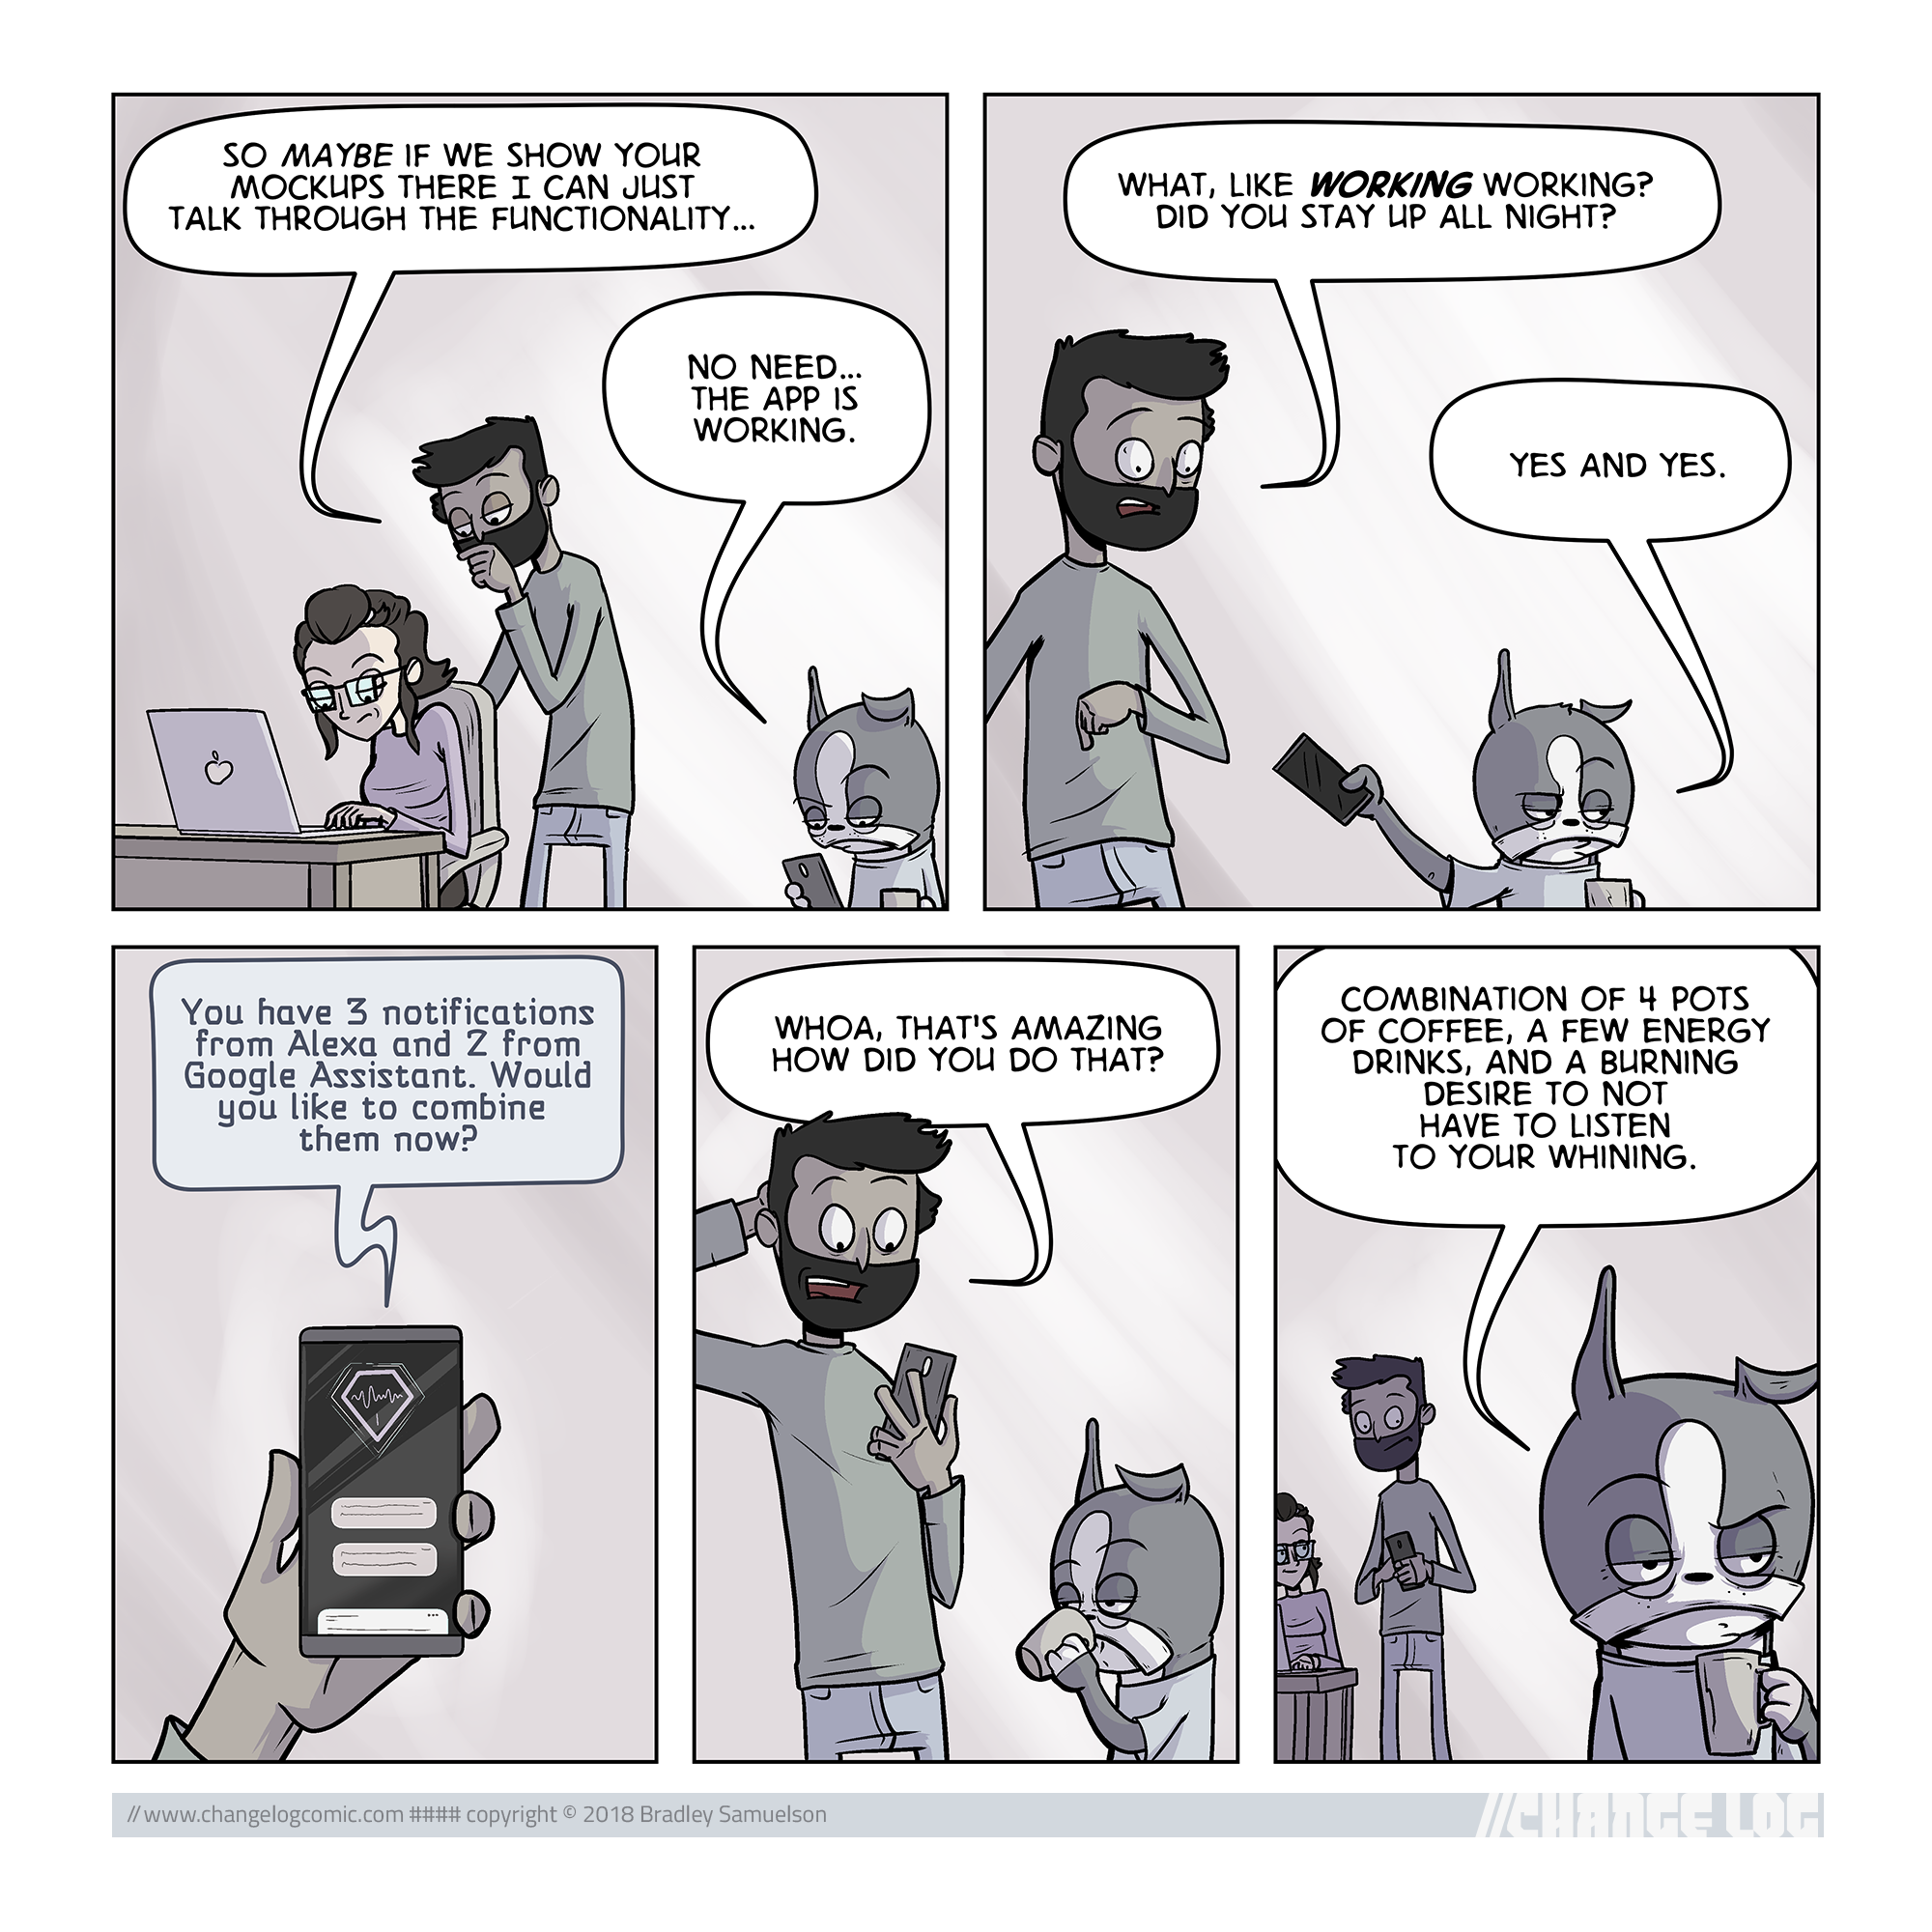 SO MAYBE IF WE SHOW YOUR
MOCKUPS THERE I CAN JUST
TALK THROUGH THE FUNCTIONALITY...
NO NEED...
THE APP IS
WORKING.
WHAT, LIKE WORKING WORKING?
DID YOU STAY UP ALL NIGHT?
YES AND YES.
You have 3 notifications
from Alexa and 2 from
Google Assistant. Would
you like to combine
them now?
WHOA, THAT'S AMAZING
HOW DID YOU DO THAT?
COMBINATION OF 4 POTS
OF COFFEE, A FEW ENERGY
DRINKS, AND A BURNING
DESIRE TO NOT
HAVE TO LISTEN
TO YOUR WHINING.
//www.changelogcomic.com #### copyright © 2018 Bradley Samuelson
//CHANGE LOG